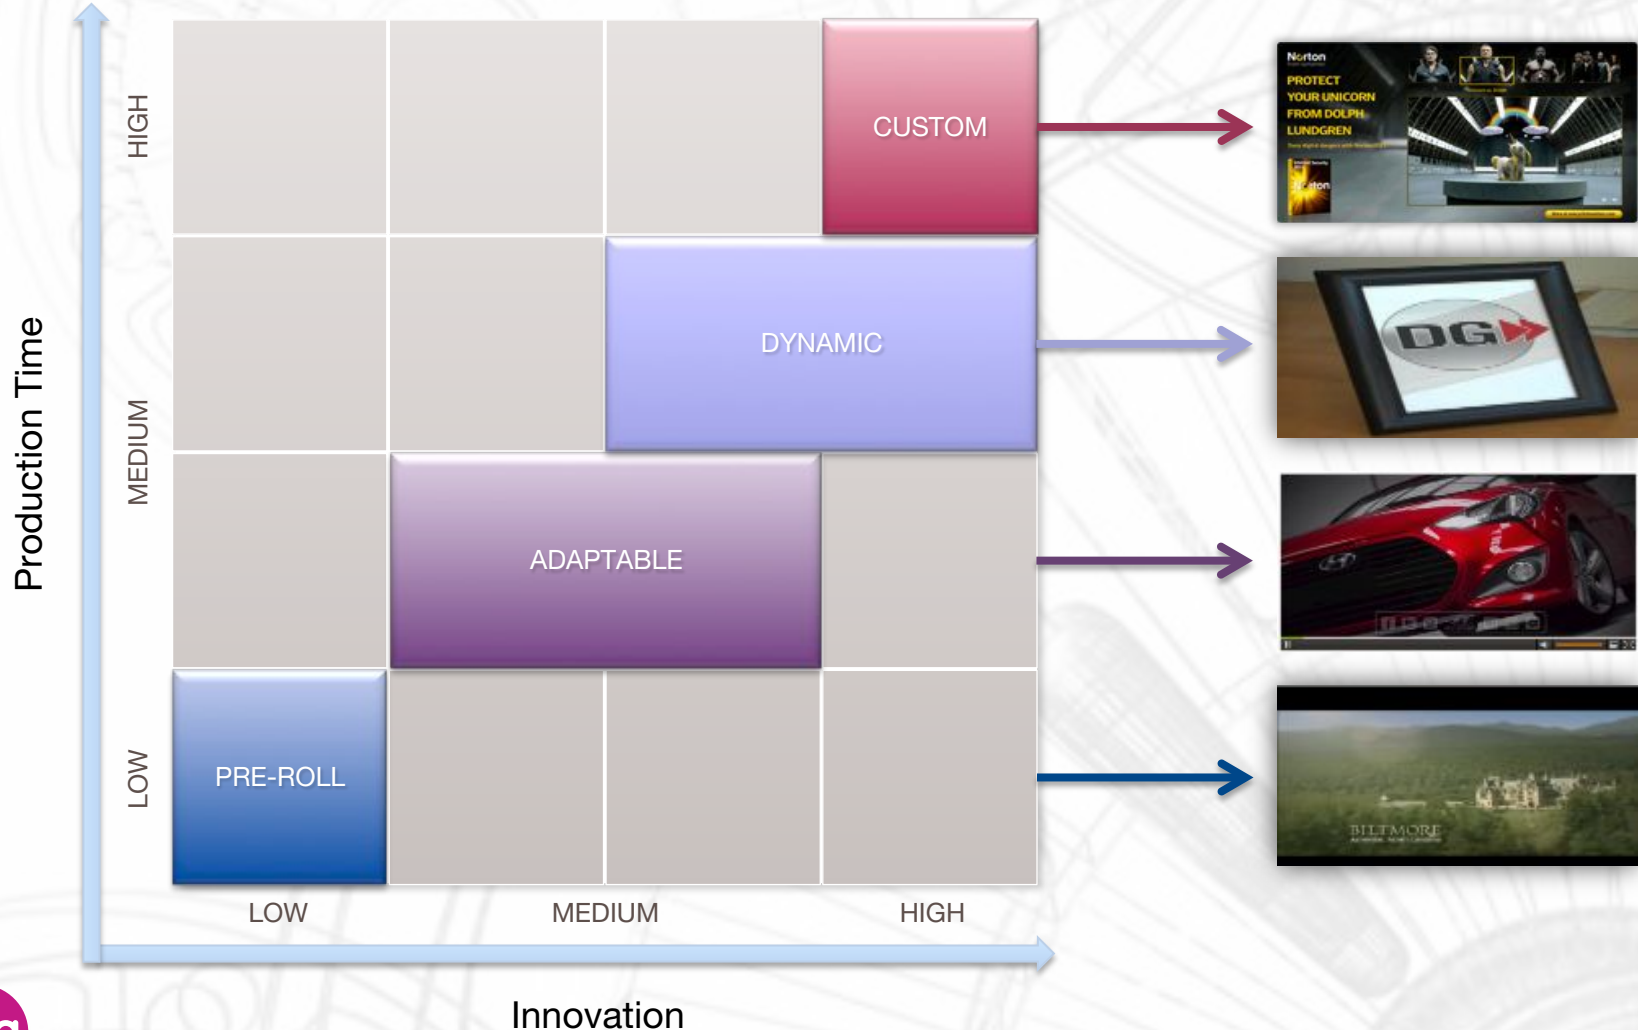 Production Time
HIGH
MEDIUM
LOW
CUSTOM
DYNAMIC
ADAPTABLE
PRE-ROLL
LOW
MEDIUM
HIGH
Innovation
Norton
PROTECT
YOUR UNICORN
FROM DOLPH
LUNDGREN
Norton
DG
BILTMORE